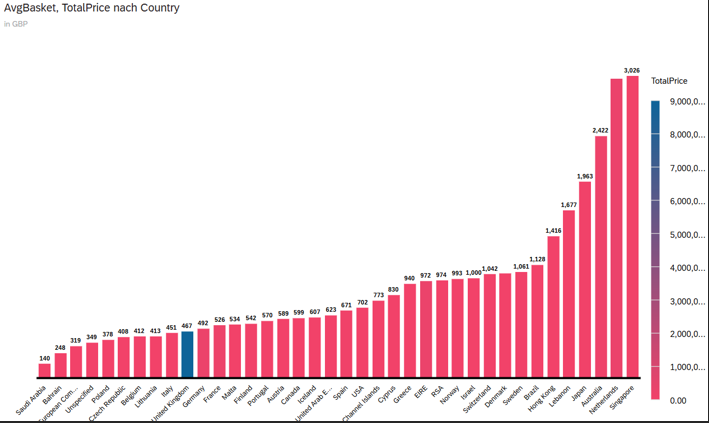 AvgBasket, TotalPrice nach Country
in GBP
3,026
2,422
1,963
1,677
1,416
1,128
1,061
1,042
1,000
993
974
972
940
830
773
702
671
623
607
599
589
570
542
534
526
492
467
451
413
412
408
378
349
319
248
140
Saudi Arabia
Bahrain
European Com...
Unspecified
Poland
Czech Republic
Belgium
Lithuania
Italy
United Kingdom
Germany
France
Malta
Finland
Portugal
Austria
Canada
Iceland
United Arab E...
Spain
USA
Channel Islands
Cyprus
Greece
EIRE
RSA
Norway
Israel
Switzerland
Denmark
Sweden
Brazil
Hong Kong
Lebanon
Japan
Australia
Netherlands
Singapore
TotalPrice
9,000,0...
8,000,0...
7,000,0...
6,000,0...
5,000,0...
4,000,0...
3,000,0...
2,000,0...
1,000,0...
0.00